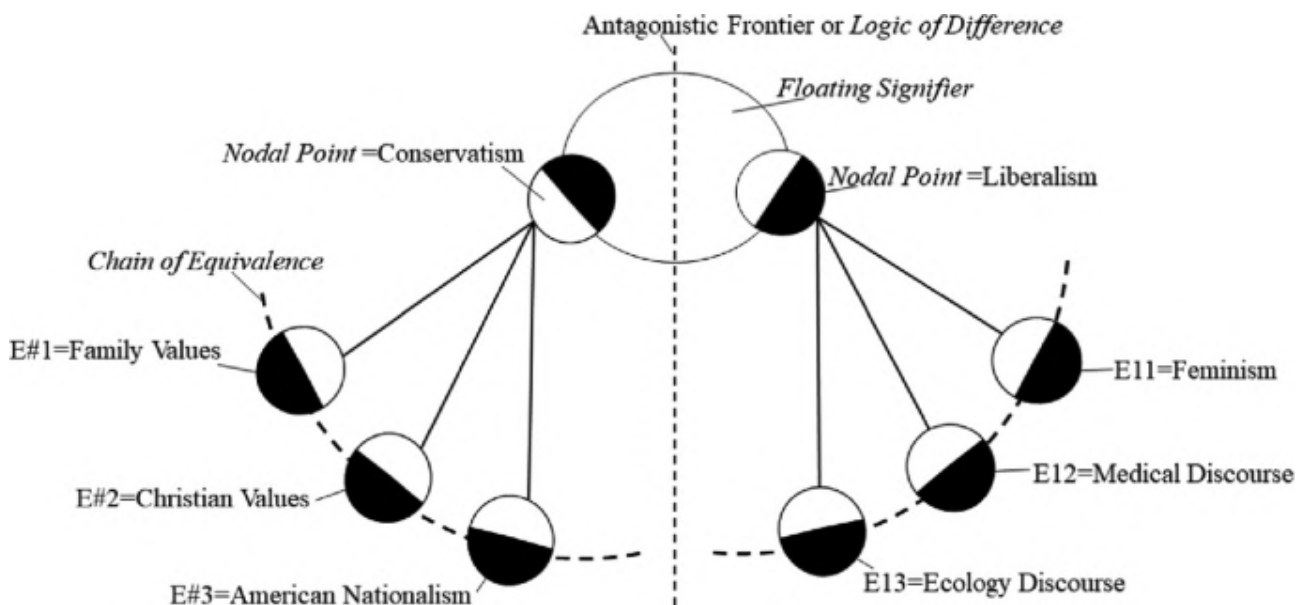 Antagonistic Frontier or Logic of Difference
Floating Signifier
Nodal Point =Conservatism
Nodal Point =Liberalism
Chain of Equivalence
E#1=Family Values
E11=Feminism
E#2=Christian Values
E12=Medical Discourse
E#3=American Nationalism
E13=Ecology Discourse